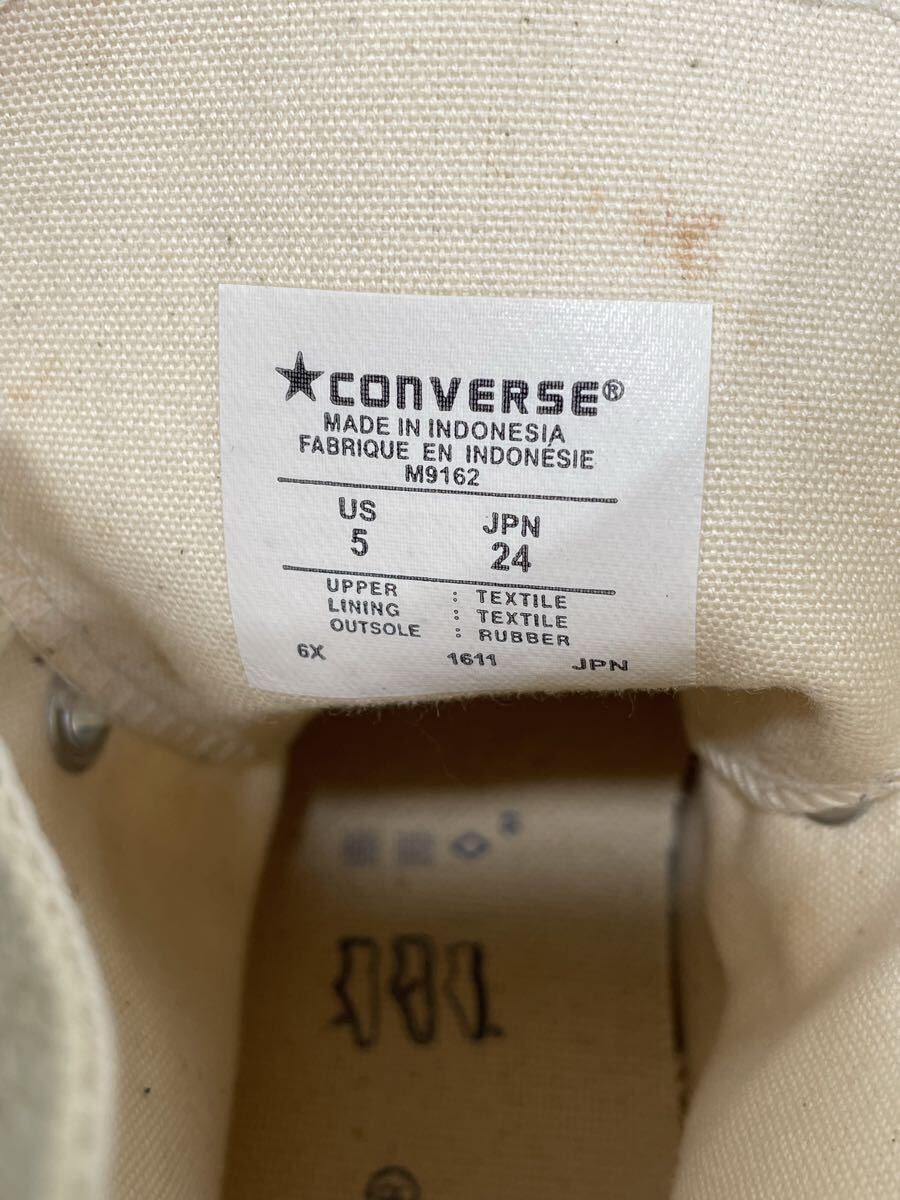 ★CONVERSE®
MADE IN INDONESIA
FABRIQUE EN INDONÉSIE
M9162
US JPN
5 24
UPPER : TEXTILE
LINING : TEXTILE
OUTSOLE : RUBBER
6X 1611 JPN